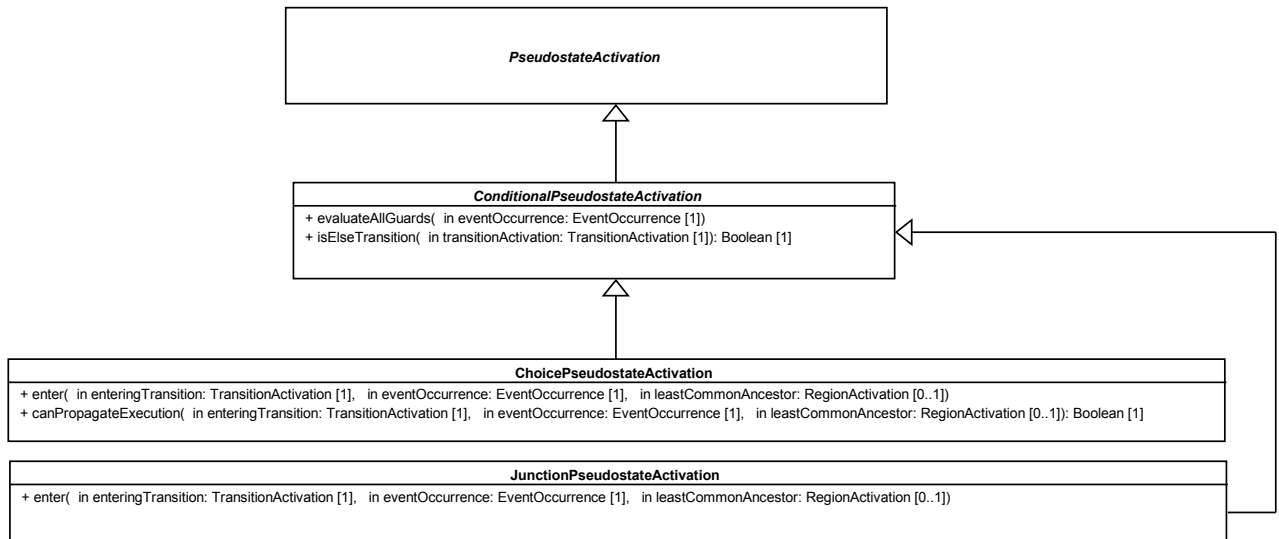 PseudostateActivation
ConditionalPseudostateActivation
+ evaluateAllGuards( in eventOccurrence: EventOccurrence [1])
+ isElseTransition( in transitionActivation: TransitionActivation [1]): Boolean [1]
ChoicePseudostateActivation
+ enter( in enteringTransition: TransitionActivation [1], in eventOccurrence: EventOccurrence [1], in leastCommonAncestor: RegionActivation [0..1])
+ canPropagateExecution( in enteringTransition: TransitionActivation [1], in eventOccurrence: EventOccurrence [1], in leastCommonAncestor: RegionActivation [0..1]): Boolean [1]
JunctionPseudostateActivation
+ enter( in enteringTransition: TransitionActivation [1], in eventOccurrence: EventOccurrence [1], in leastCommonAncestor: RegionActivation [0..1])